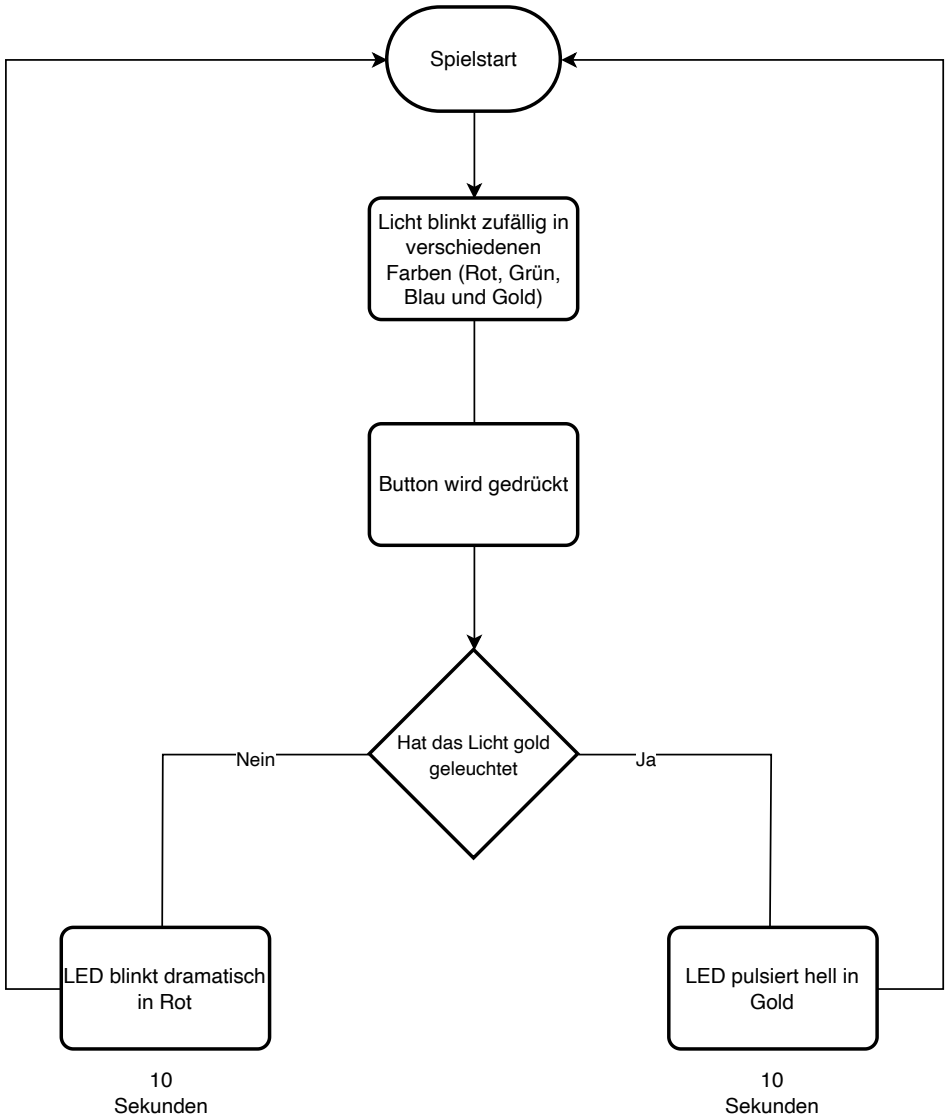 Spielstart
Licht blinkt zufällig in
verschiedenen
Farben (Rot, Grün,
Blau und Gold)
Button wird gedrückt
Hat das Licht gold
geleuchtet
Nein
Ja
LED blinkt dramatisch
in Rot
LED pulsiert hell in
Gold
10
Sekunden
10
Sekunden